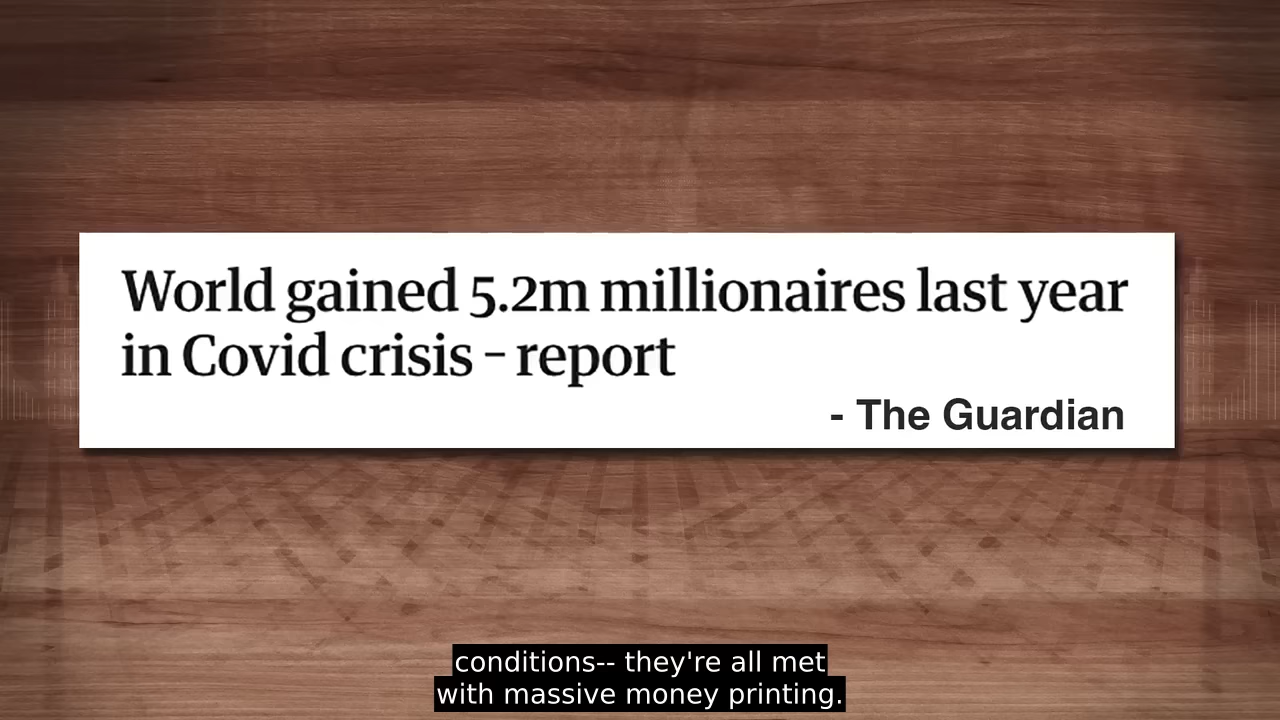 World gained 5.2m millionaires last year
in Covid crisis – report
- The Guardian
conditions-- they're all met
with massive money printing.